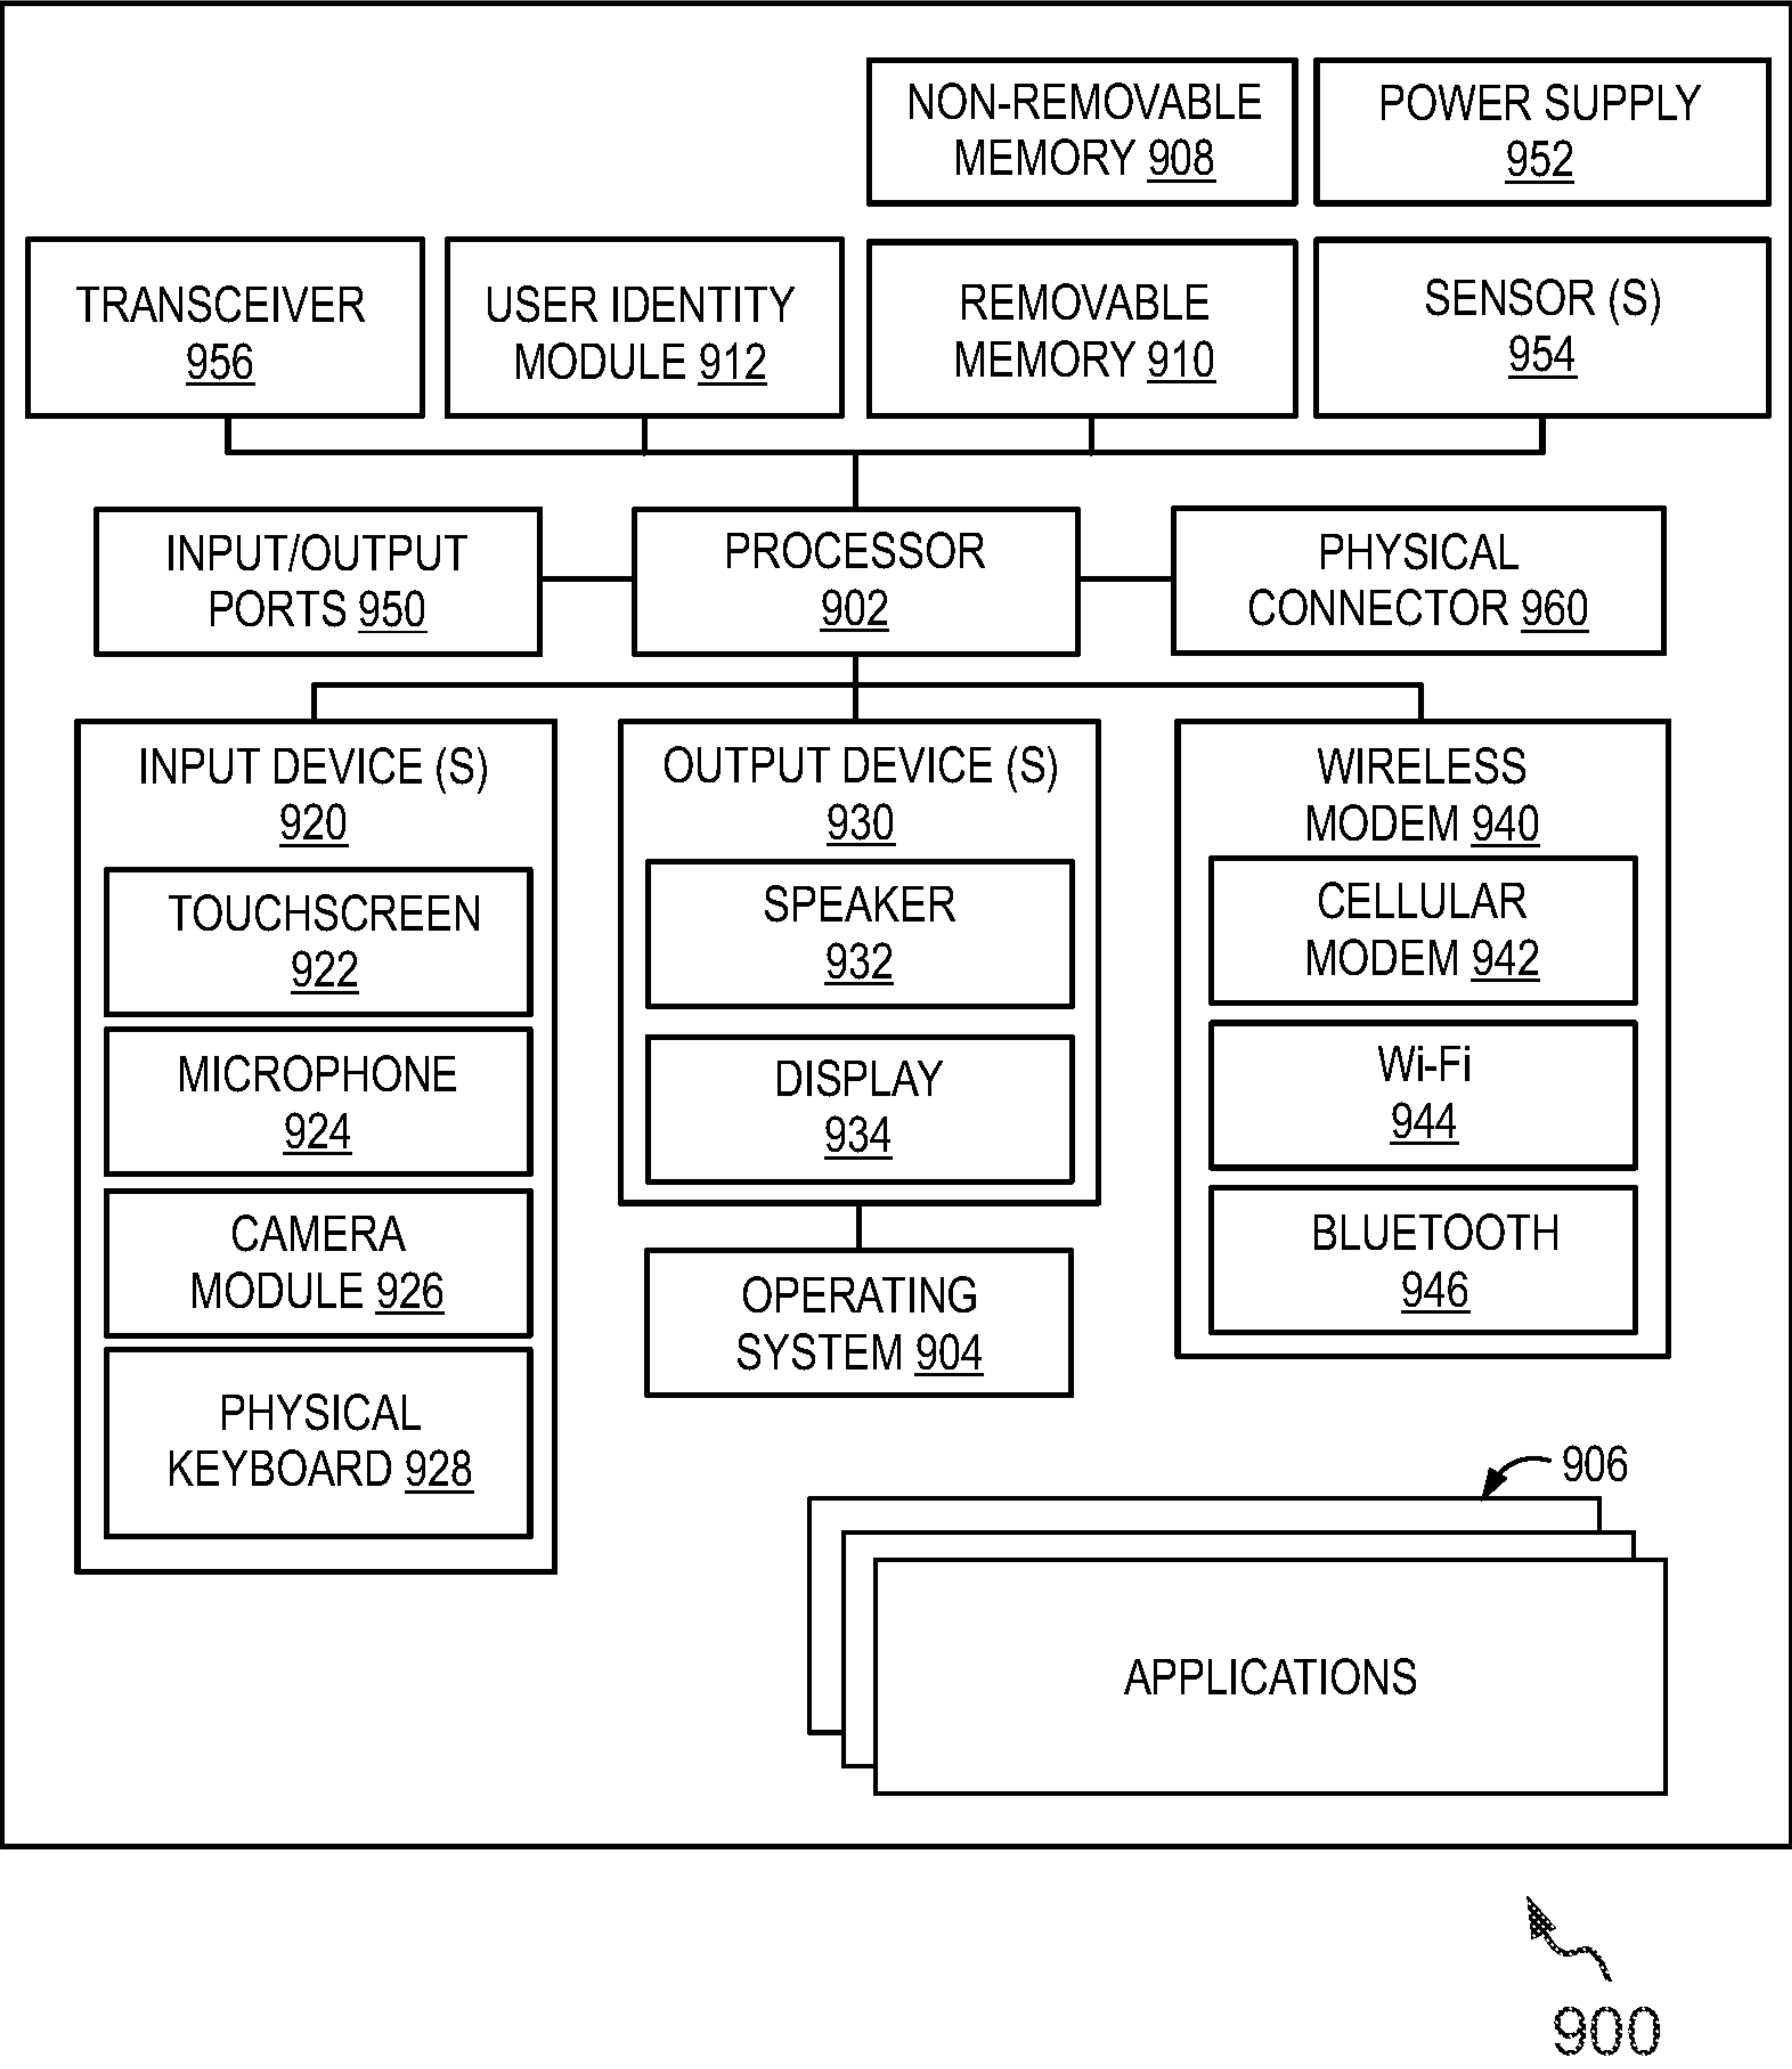 NON-REMOVABLE
MEMORY 908
POWER SUPPLY
952
TRANSCEIVER
956
USER IDENTITY
MODULE 912
REMOVABLE
MEMORY 910
SENSOR (S)
954
INPUT/OUTPUT
PORTS 950
PROCESSOR
902
PHYSICAL
CONNECTOR 960
INPUT DEVICE (S)
920
TOUCHSCREEN
922
MICROPHONE
924
CAMERA
MODULE 926
PHYSICAL
KEYBOARD 928
OUTPUT DEVICE (S)
930
SPEAKER
932
DISPLAY
934
OPERATING
SYSTEM 904
WIRELESS
MODEM 940
CELLULAR
MODEM 942
Wi-Fi
944
BLUETOOTH
946
906
APPLICATIONS
900